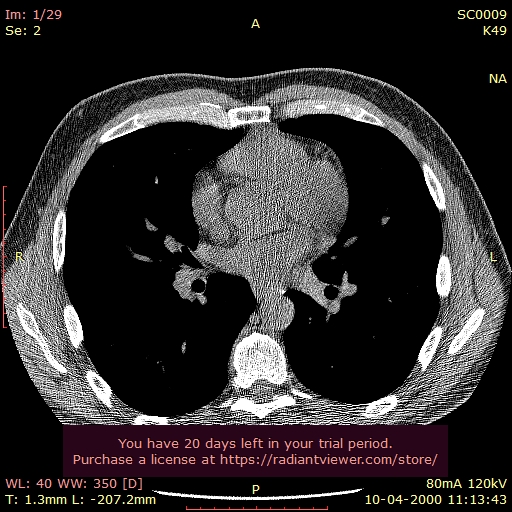 Im: 1/29
Se: 2
A
SC0009
K49
NA
R
L
You have 20 days left in your trial period.
Purchase a license at https://radiantviewer.com/store/
WL: 40 WW: 350 [D]
T: 1.3mm L: -207.2mm
P
80mA 120kV
10-04-2000 11:13:43